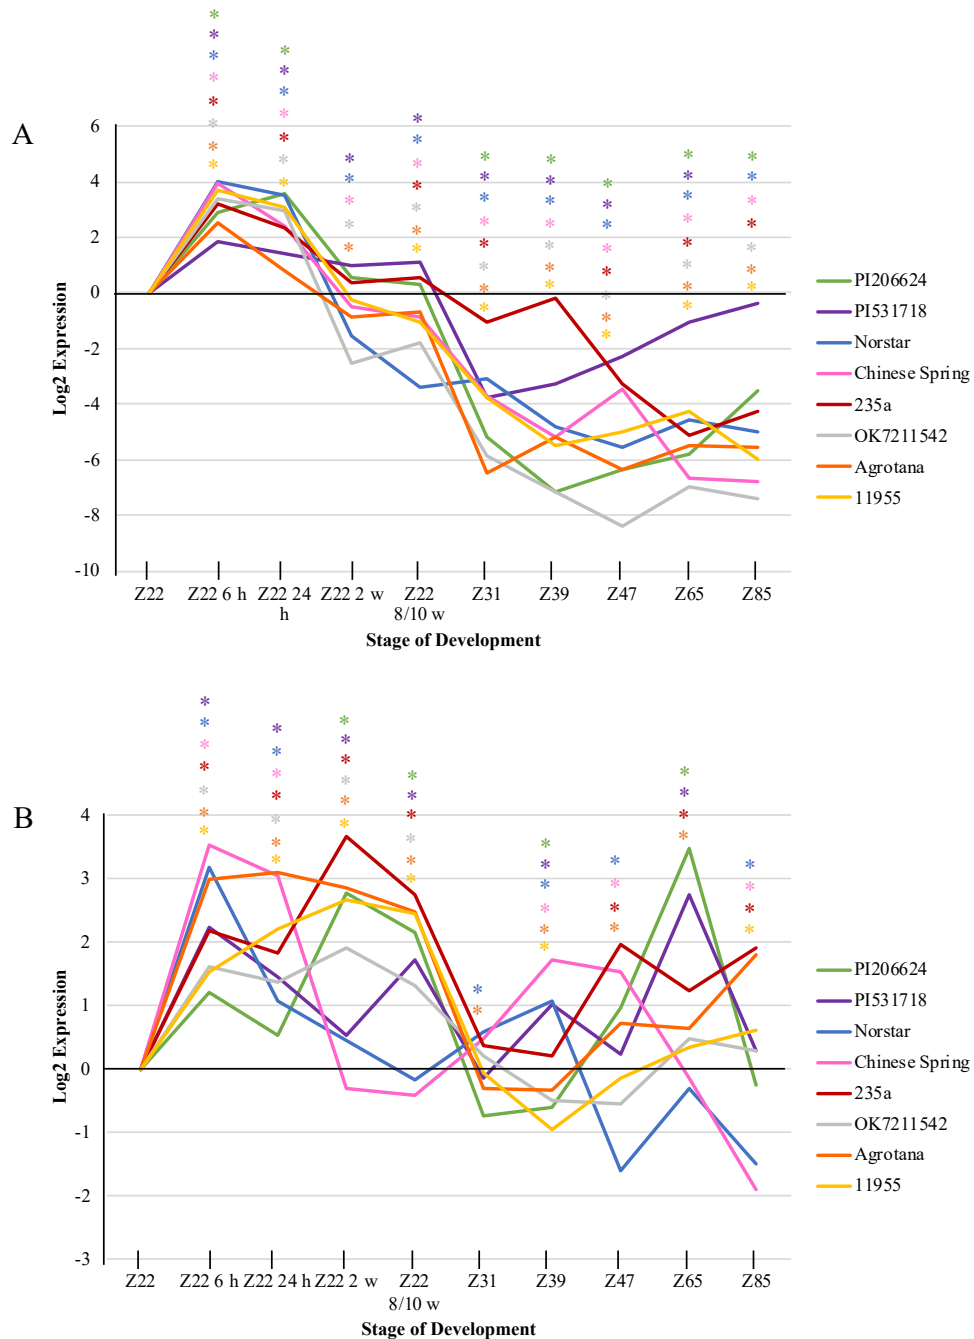 A
6
4
2
0
-2
-4
-6
-8
-10
Log2 Expression
Z22 Z22 6 h Z22 24 h Z22 2 w Z22 8/10 w Z31 Z39 Z47 Z65 Z85
Stage of Development
PI206624
PI531718
Norstar
Chinese Spring
235a
OK7211542
Agrotana
11955
B
4
3
2
1
0
-1
-2
-3
Log2 Expression
Z22 Z22 6 h Z22 24 h Z22 2 w Z22 8/10 w Z31 Z39 Z47 Z65 Z85
Stage of Development
PI206624
PI531718
Norstar
Chinese Spring
235a
OK7211542
Agrotana
11955